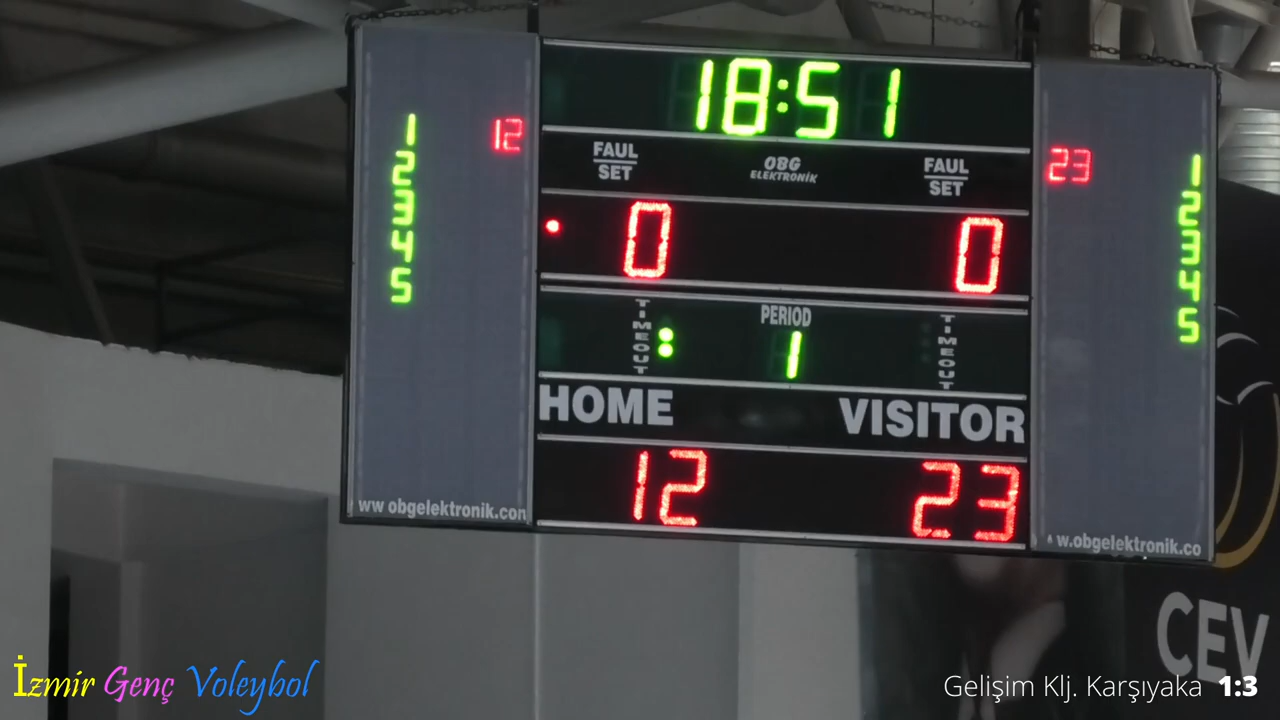 18:51
12
FAUL
SET
OBG
ELEKTRONİK
FAUL
SET
23
1
2
3
4
5
0
0
1
2
3
4
5
TIMEOUT
PERIOD
1
TIMEOUT
HOME
VISITOR
12
23
www obgelektronik.com
w.obgelektronik.co
CEV
İzmir Genç Voleybol
Gelişim Klj. Karşıyaka 1:3